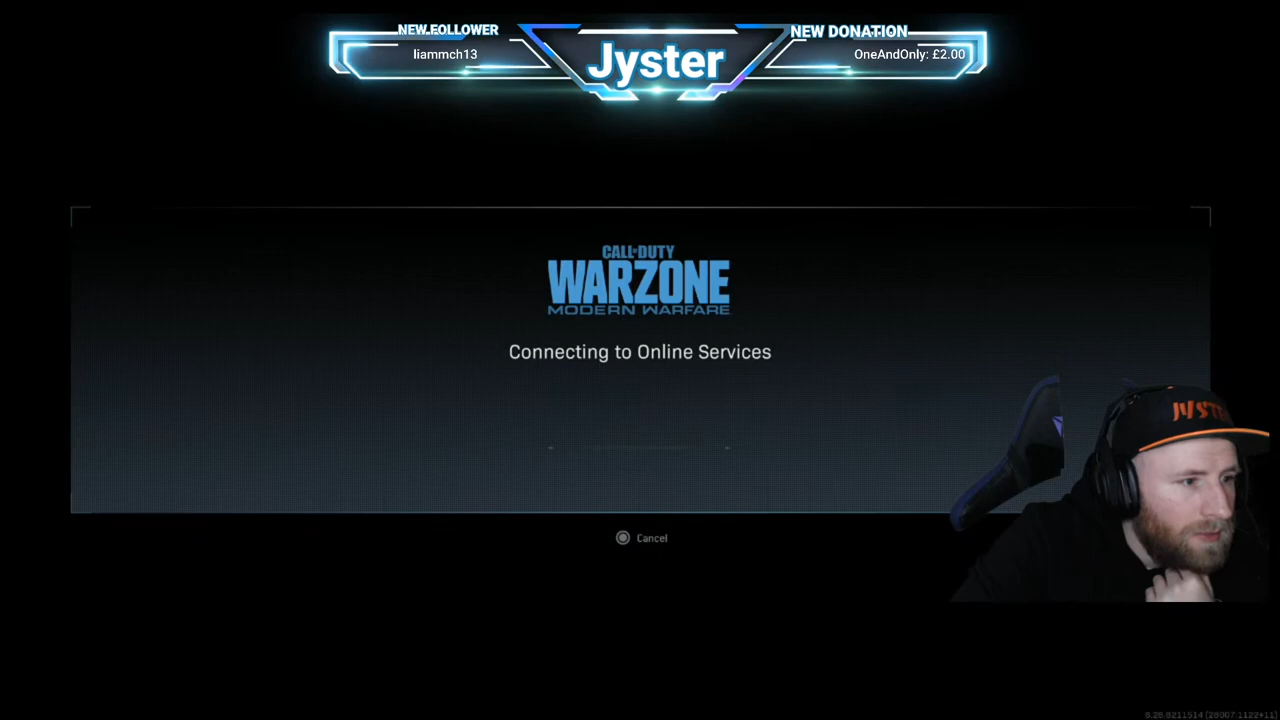 NEW FOLLOWER
liammch13
Jyster
NEW DONATION
OneAndOnly: £2.00
CALL OF DUTY
WARZONE
MODERN WARFARE
Connecting to Online Services
JYSTE
Cancel